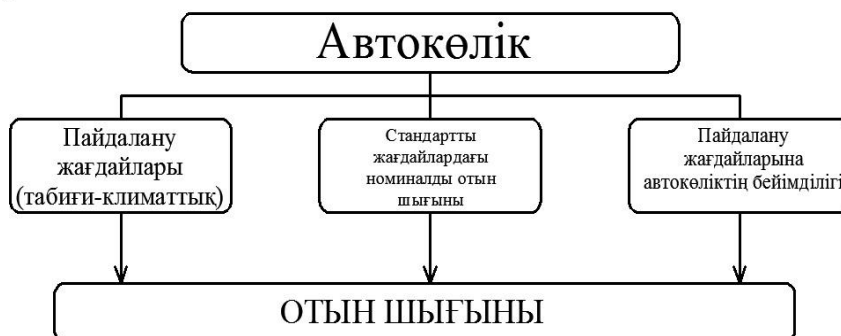 Автокөлік
Пайдалану
жағдайлары
(табиғи-климаттық)
Стандартты
жағдайлардағы
номиналды отын
шығыны
Пайдалану
жағдайларына
автокөліктің бейімділігі
ОТЫН ШЫҒЫНЫ